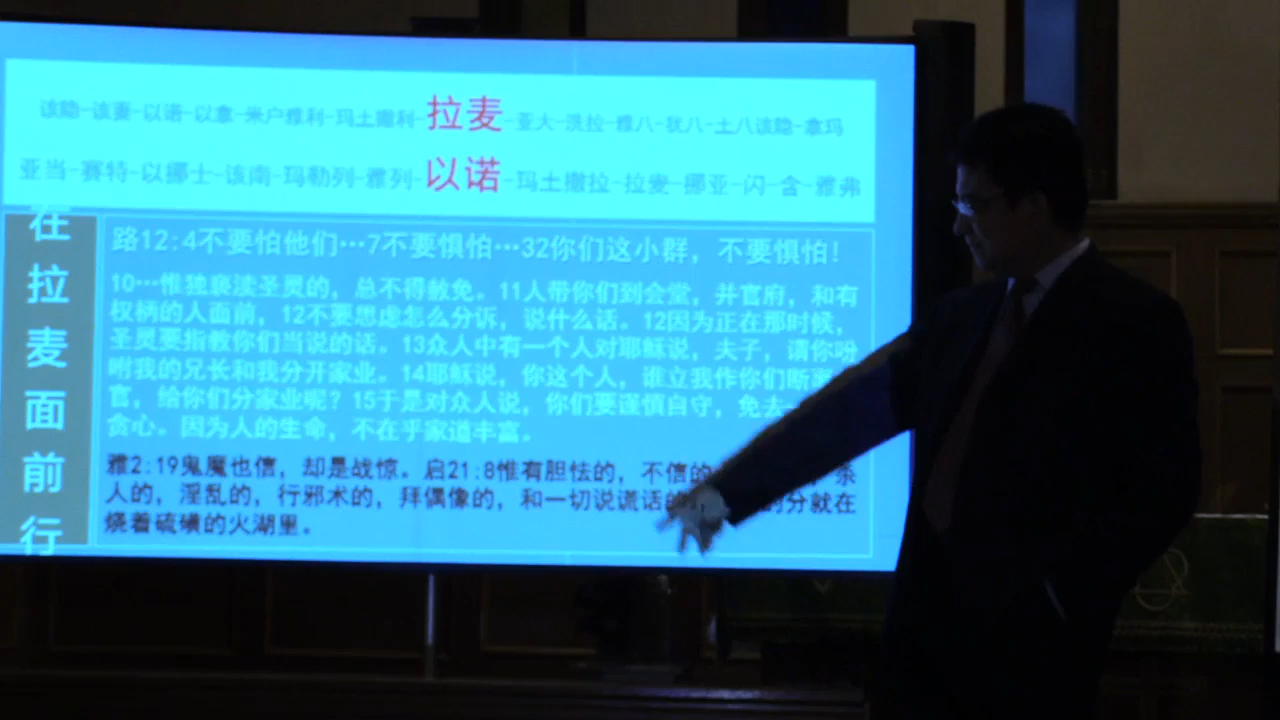 该隐-该妻-以诺-以拿-米户雅利-玛土撒利-拉麦-亚大-洗拉-雅八-犹八-土八该隐-拿玛
亚当-赛特-以挪士-该南-玛勒列-雅列-以诺-玛土撒拉-拉麦-挪亚-闪-含-雅弗
在拉麦面前行
路12:4不要怕他们…7不要惧怕…32你们这小群，不要惧怕！
10…惟独亵渎圣灵的，总不得赦免。11人带你们到会堂，并官府，和有
权柄的人面前，12不要思虑怎么分诉，说什么话。12因为正在那时候，
圣灵要指教你们当说的话。13众人中有一个人对耶稣说，夫子，请你吩
咐我的兄长和我分开家业。14耶稣说，你这个人，谁立我作你们断事
官，给你们分家业呢？15于是对众人说，你们要谨慎自守，免去一
贪心。因为人的生命，不在乎家道丰富。
雅2:19鬼魔也信，却是战惊。启21:8惟有胆怯的，不信的 杀
人的，淫乱的，行邪术的，拜偶像的，和一切说谎话的 的分就在
烧着硫磺的火湖里。